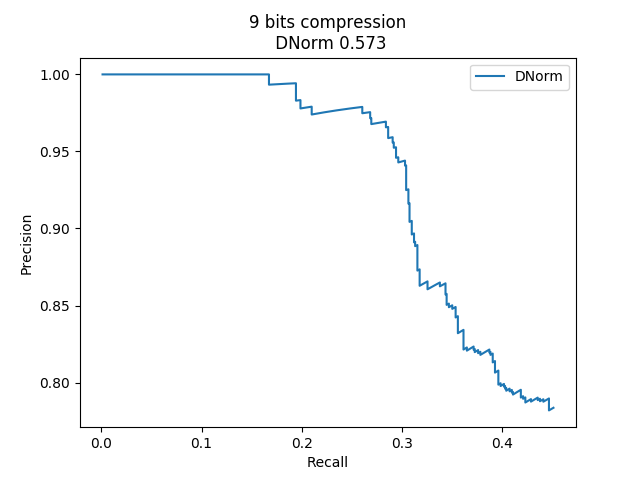 9 bits compression
DNorm 0.573
DNorm
1.00
0.95
0.90
0.85
0.80
Precision
0.0 0.1 0.2 0.3 0.4
Recall